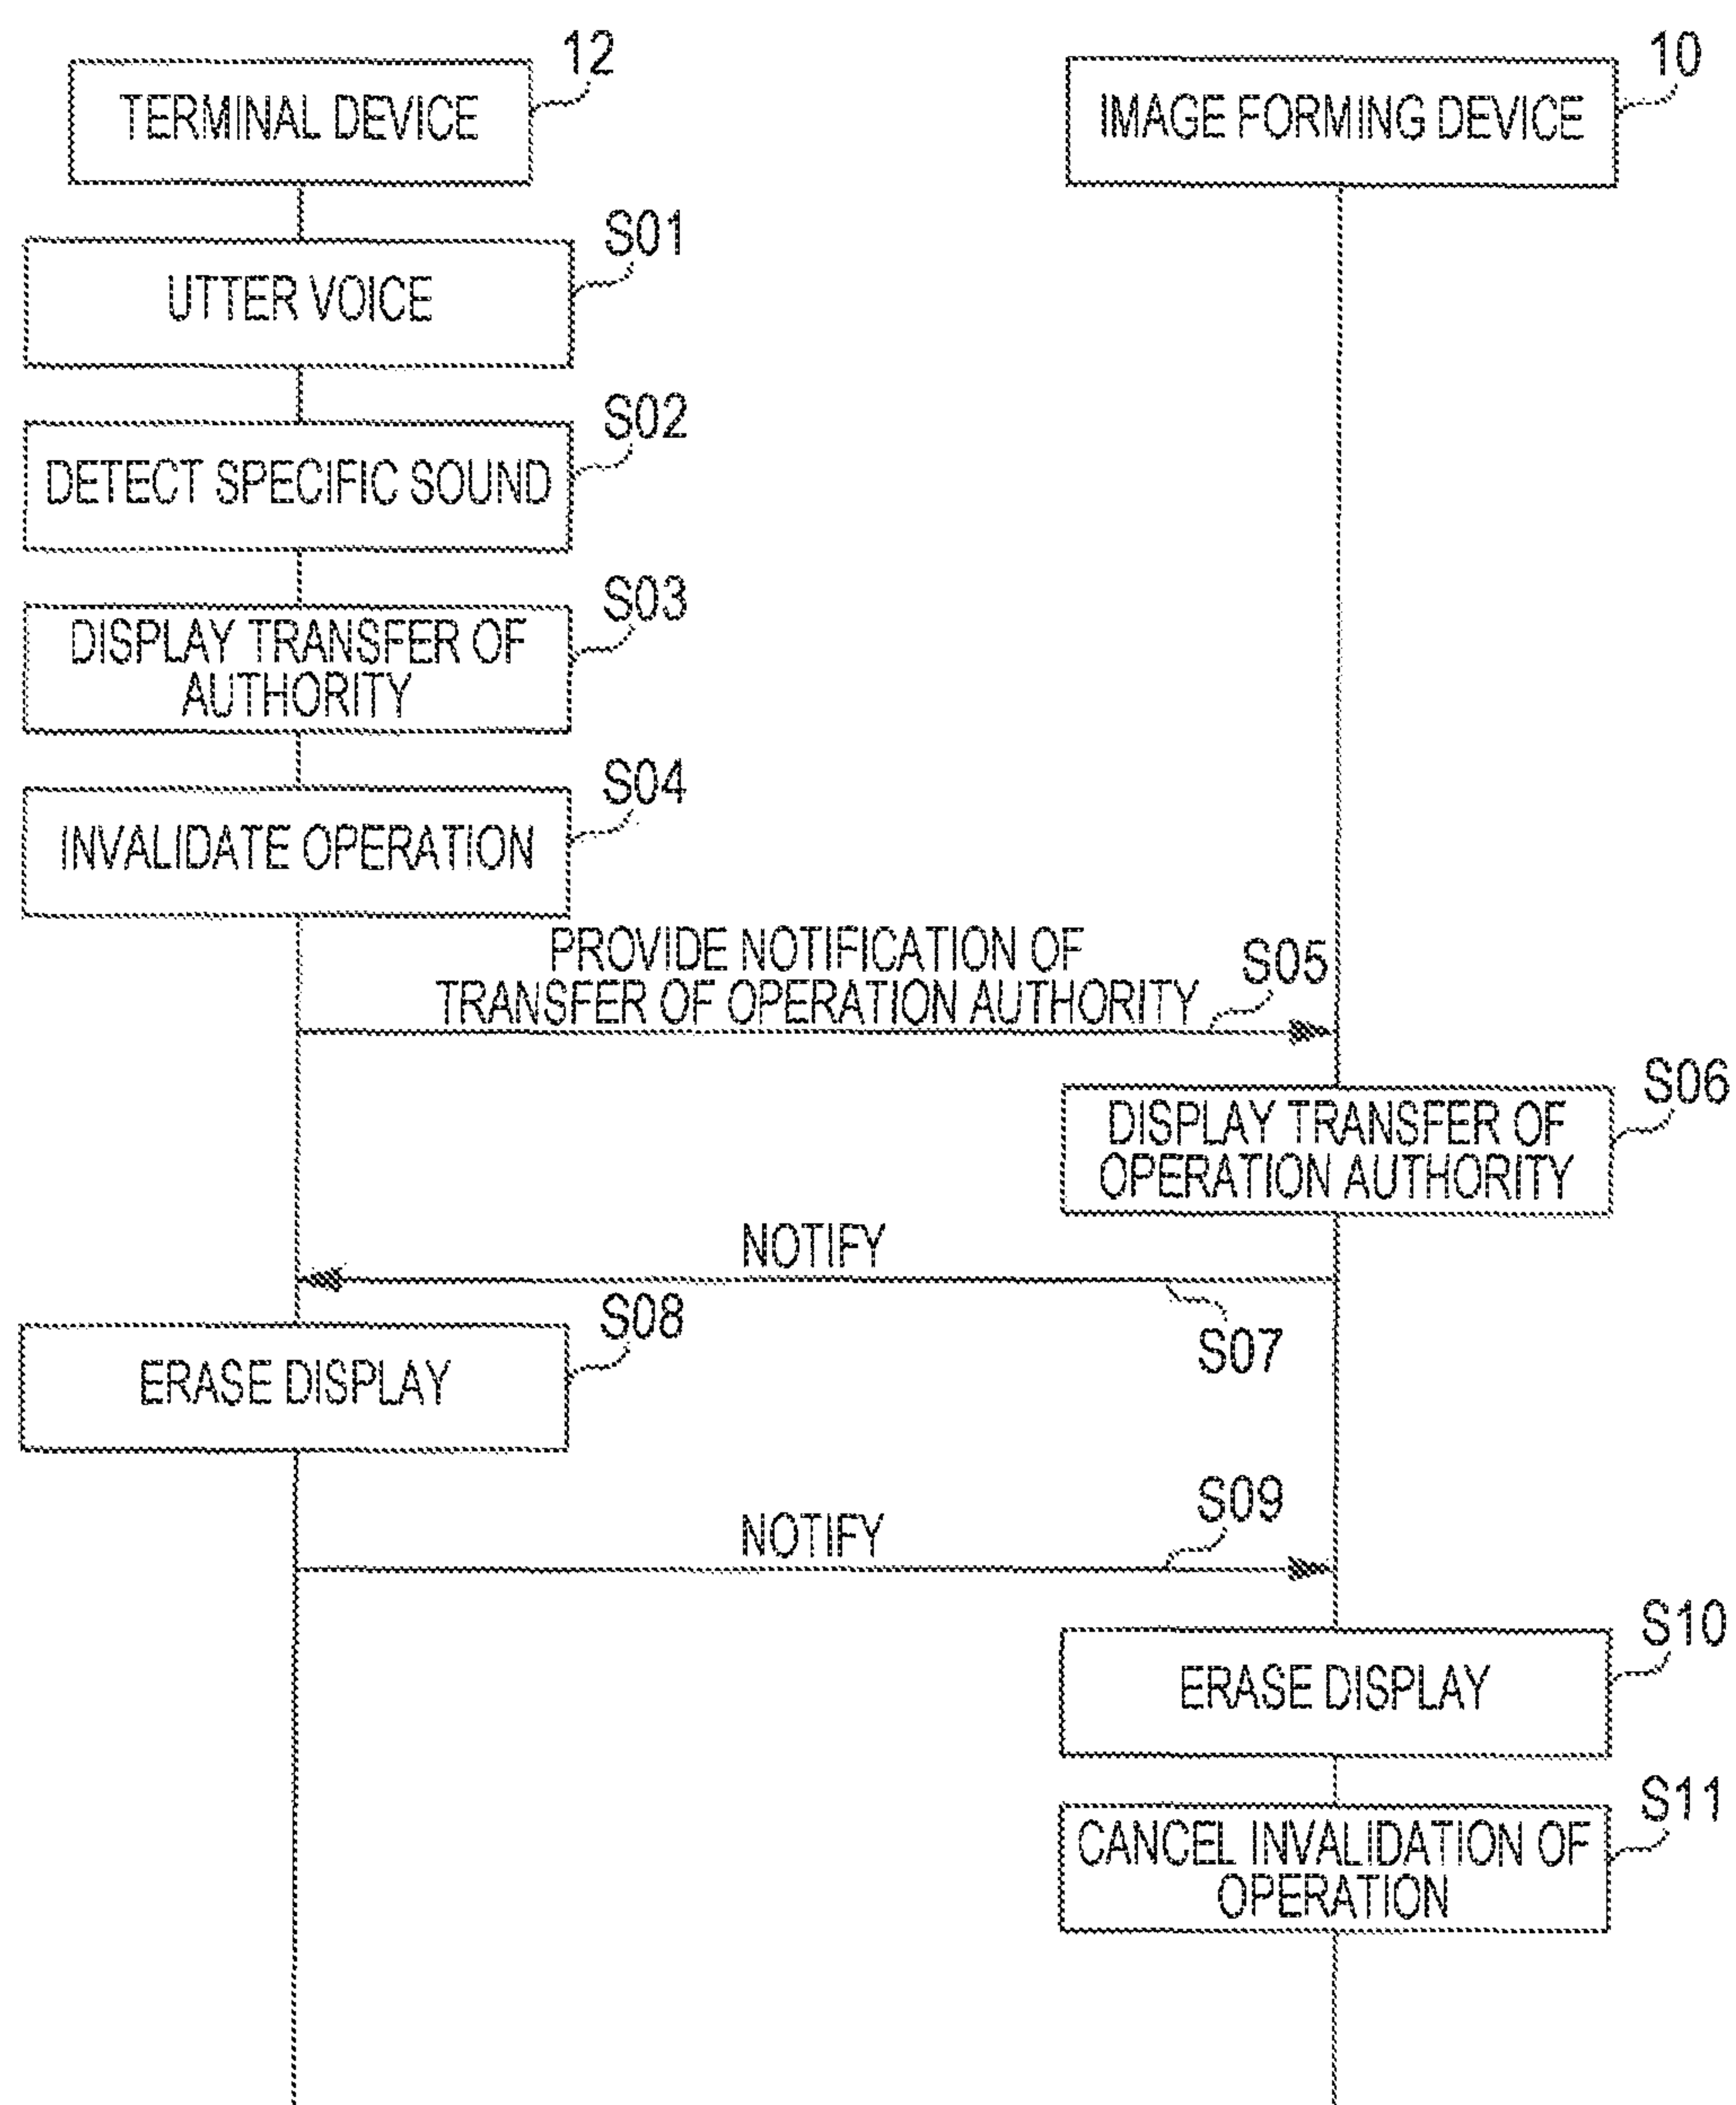 12
TERMINAL DEVICE
10
IMAGE FORMING DEVICE
S01
UTTER VOICE
S02
DETECT SPECIFIC SOUND
S03
DISPLAY TRANSFER OF
AUTHORITY
S04
INVALIDATE OPERATION
PROVIDE NOTIFICATION OF
TRANSFER OF OPERATION AUTHORITY
S05
S06
DISPLAY TRANSFER OF
OPERATION AUTHORITY
NOTIFY
S07
S08
ERASE DISPLAY
S09
NOTIFY
S10
ERASE DISPLAY
S11
CANCEL INVALIDATION OF
OPERATION